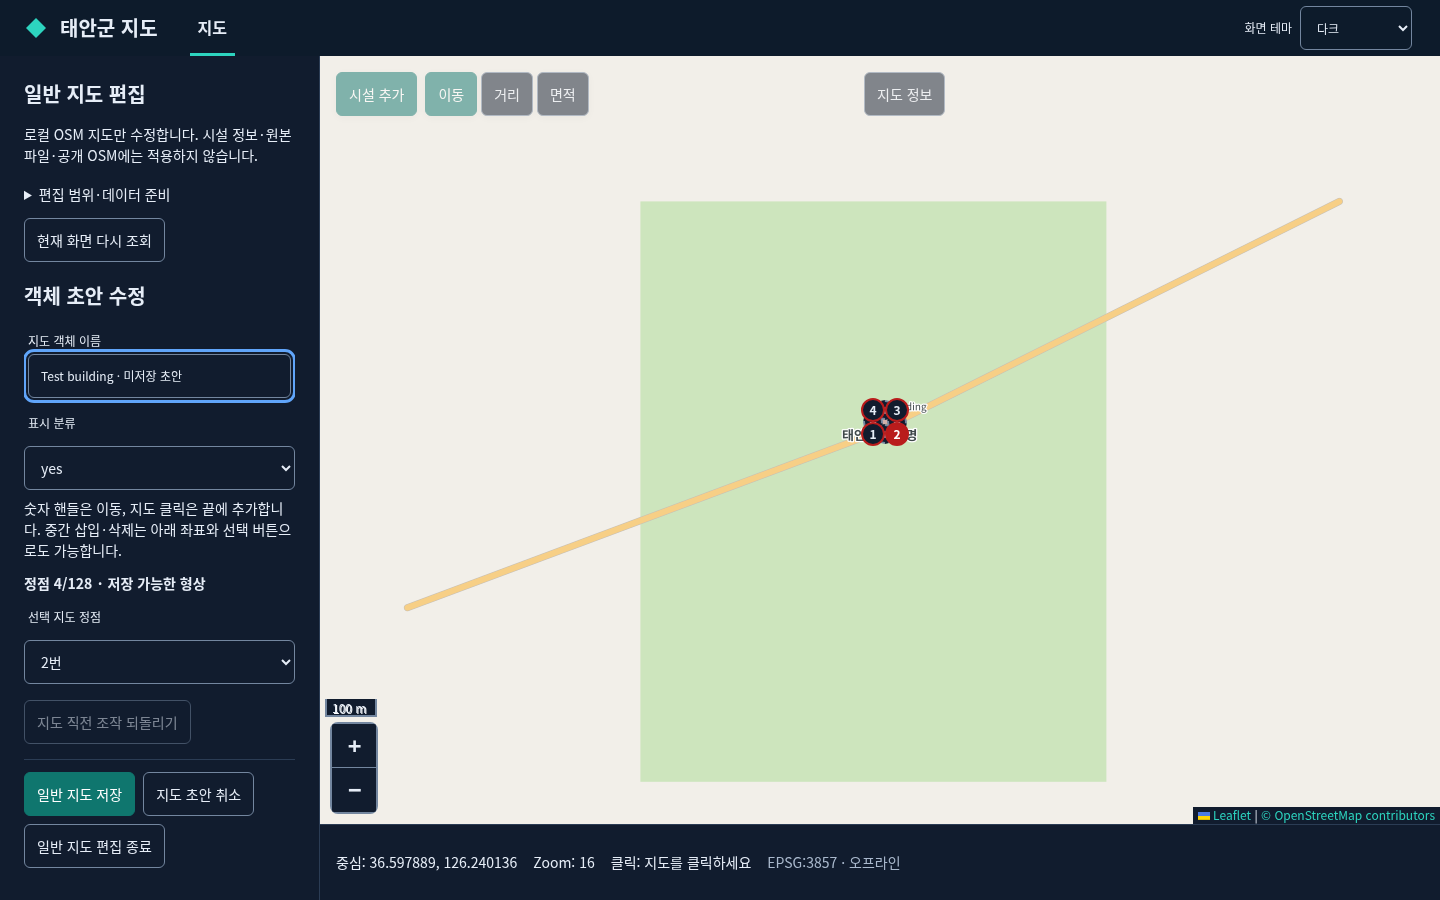 태안군 지도
지도
화면 테마
다크
일반 지도 편집
로컬 OSM 지도만 수정합니다. 시설 정보·원본
파일·공개 OSM에는 적용하지 않습니다.
▶ 편집 범위·데이터 준비
현재 화면 다시 조회
객체 초안 수정
지도 객체 이름
Test building · 미저장 초안
표시 분류
yes
숫자 핸들은 이동, 지도 클릭은 끝에 추가합니
다. 중간 삽입·삭제는 아래 좌표와 선택 버튼으
로도 가능합니다.
정점 4/128 · 저장 가능한 형상
선택 지도 정점
2번
지도 직전 조작 되돌리기
일반 지도 저장
지도 초안 취소
일반 지도 편집 종료
시설 추가
이동
거리
면적
지도 정보
4
3
ding
1
2
100 m
+
−
Leaflet | © OpenStreetMap contributors
중심: 36.597889, 126.240136 Zoom: 16 클릭: 지도를 클릭하세요 EPSG:3857 · 오프라인